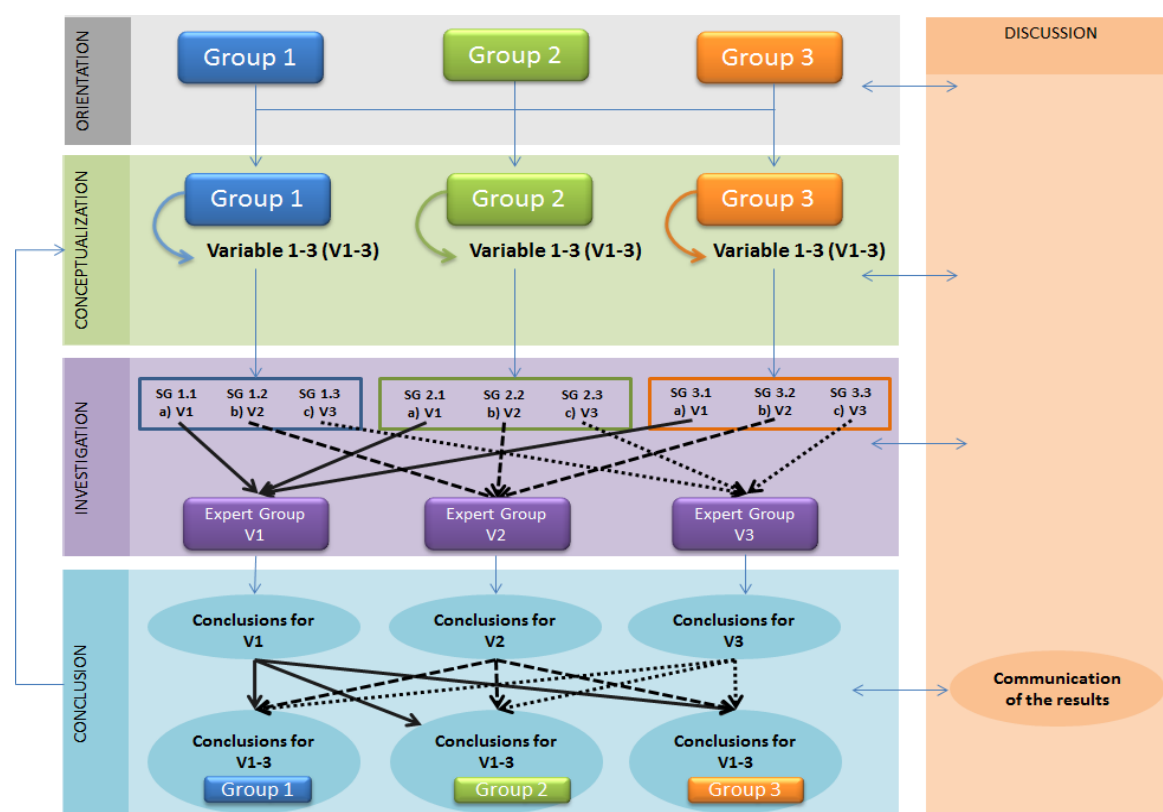 DISCUSSION
ORIENTATION
Group 1
Group 2
Group 3
CONCEPTUALIZATION
Group 1
Group 2
Group 3
Variable 1-3 (V1-3)
Variable 1-3 (V1-3)
Variable 1-3 (V1-3)
INVESTIGATION
SG 1.1
a) V1
SG 1.2
b) V2
SG 1.3
c) V3
SG 2.1
a) V1
SG 2.2
b) V2
SG 2.3
c) V3
SG 3.1
a) V1
SG 3.2
b) V2
SG 3.3
c) V3
Expert Group
V1
Expert Group
V2
Expert Group
V3
CONCLUSION
Conclusions for
V1
Conclusions for
V2
Conclusions for
V3
Conclusions for
V1-3
Group 1
Conclusions for
V1-3
Group 2
Conclusions for
V1-3
Group 3
Communication
of the results